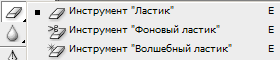 Инструмент "Ластик" E
Инструмент "Фоновый ластик" E
Инструмент "Волшебный ластик" E